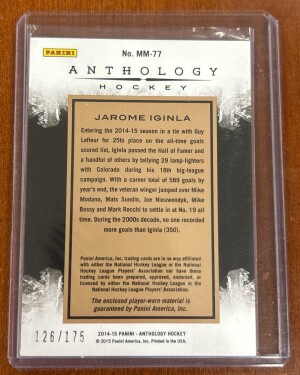 PANINI
No. MM-77
ANTHOLOGY
HOCKEY
JAROME IGINLA
Entering the 2014-15 season in a tie with Guy
Lafleur for 25th place on the all-time goals
scored list, Iginla passed the Hall of Famer and
a handful of others by tallying 29 lamp-lighters
with Colorado during his 18th big-league
campaign. With a career total of 589 goals by
year's end, the veteran winger jumped over Mike
Modano, Mats Sundin, Joe Nieuwendyk, Mike
Bossy and Mark Recchi to settle in at No. 19 all
time. During the 2000s decade, no one recorded
more goals than Iginla (350).
Panini America, Inc. trading cards are in no way affiliated
with either the National Hockey League or the National
Hockey League Players' Association nor have these
trading cards been prepared, approved, endorsed, or
licensed by either the National Hockey League or the
National Hockey League Players' Association.
The enclosed player-worn material is
guaranteed by Panini America, Inc.
126/175
2014-15 PANINI - ANTHOLOGY HOCKEY
© 2015 Panini America, Inc. Printed in the USA.